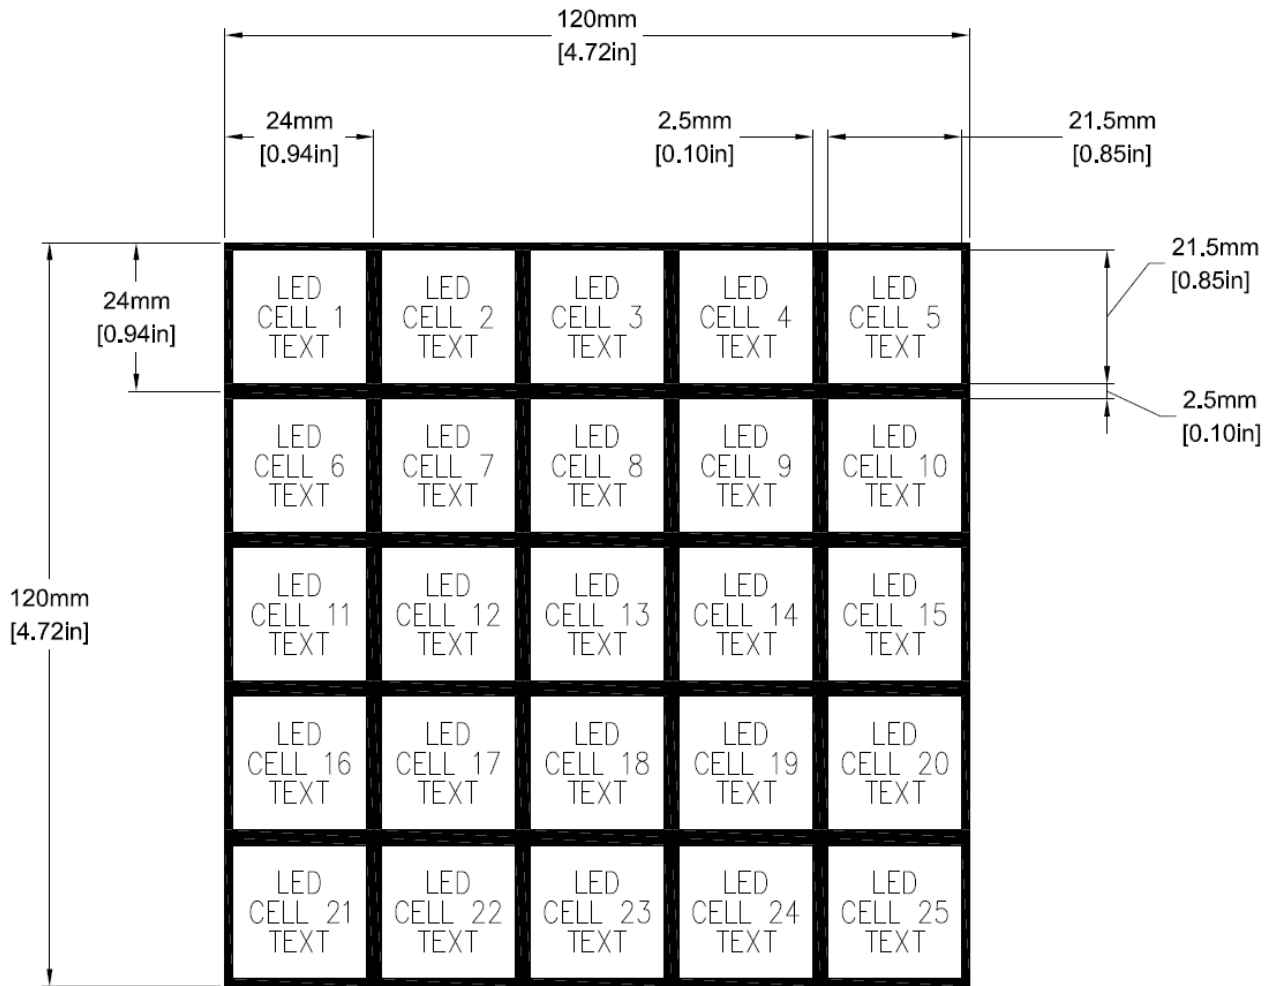 120mm
[4.72in]
24mm
[0.94in]
2.5mm
[0.10in]
21.5mm
[0.85in]
24mm
[0.94in]
21.5mm
[0.85in]
2.5mm
[0.10in]
120mm
[4.72in]
LED
CELL 1
TEXT
LED
CELL 2
TEXT
LED
CELL 3
TEXT
LED
CELL 4
TEXT
LED
CELL 5
TEXT
LED
CELL 6
TEXT
LED
CELL 7
TEXT
LED
CELL 8
TEXT
LED
CELL 9
TEXT
LED
CELL 10
TEXT
LED
CELL 11
TEXT
LED
CELL 12
TEXT
LED
CELL 13
TEXT
LED
CELL 14
TEXT
LED
CELL 15
TEXT
LED
CELL 16
TEXT
LED
CELL 17
TEXT
LED
CELL 18
TEXT
LED
CELL 19
TEXT
LED
CELL 20
TEXT
LED
CELL 21
TEXT
LED
CELL 22
TEXT
LED
CELL 23
TEXT
LED
CELL 24
TEXT
LED
CELL 25
TEXT